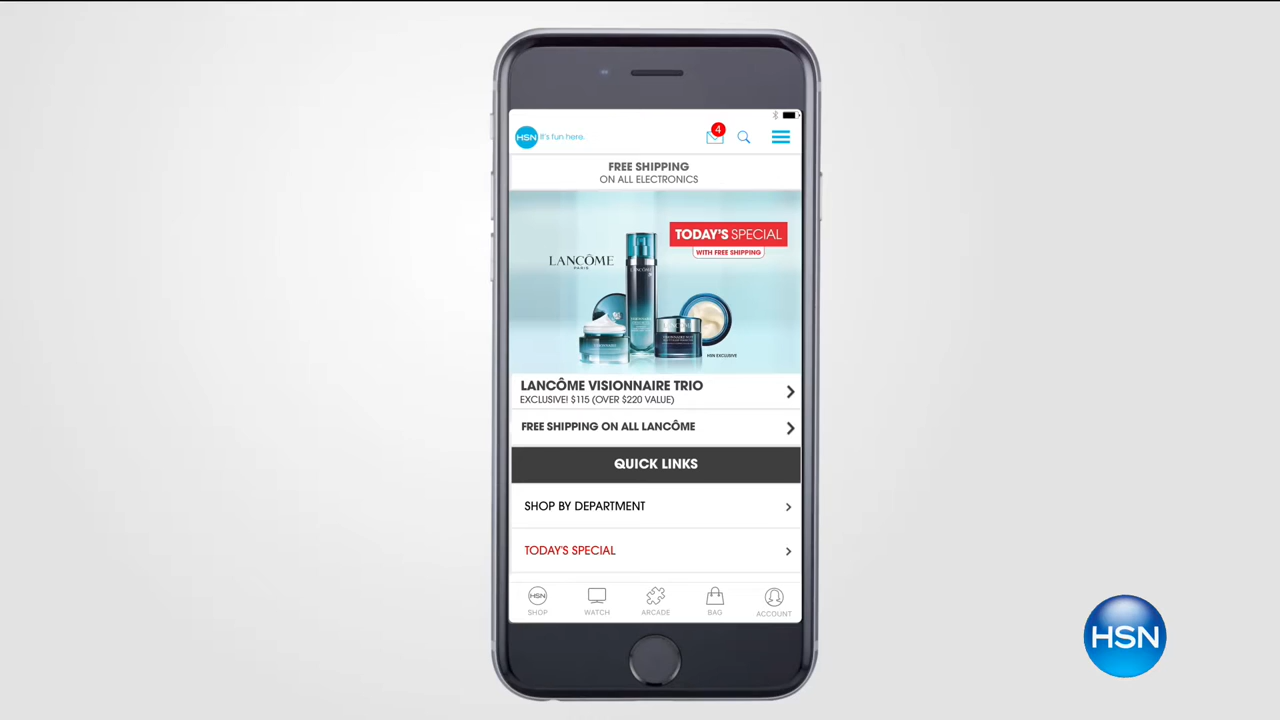 HSN It's fun here.
4
FREE SHIPPING
ON ALL ELECTRONICS
TODAY'S SPECIAL
WITH FREE SHIPPING
LANCÔME
PARIS
LANCÔME
HSN EXCLUSIVE
LANCÔME VISIONNAIRE TRIO
EXCLUSIVE! $115 (OVER $220 VALUE)
FREE SHIPPING ON ALL LANCÔME
QUICK LINKS
SHOP BY DEPARTMENT
TODAY'S SPECIAL
HSN
SHOP
WATCH
ARCADE
BAG
ACCOUNT
HSN